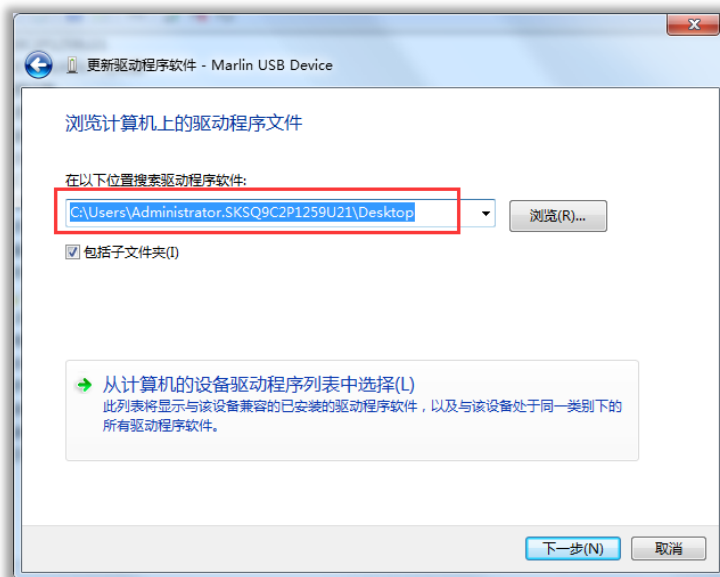 更新驱动程序软件 - Marlin USB Device
浏览计算机上的驱动程序文件
在以下位置搜索驱动程序软件:
C:\Users\Administrator.SKSQ9C2P1259U21\Desktop
浏览(R)...
包括子文件夹(I)
从计算机的设备驱动程序列表中选择(L)
此列表将显示与该设备兼容的已安装的驱动程序软件，以及与该设备处于同一类别下的
所有驱动程序软件。
下一步(N)
取消